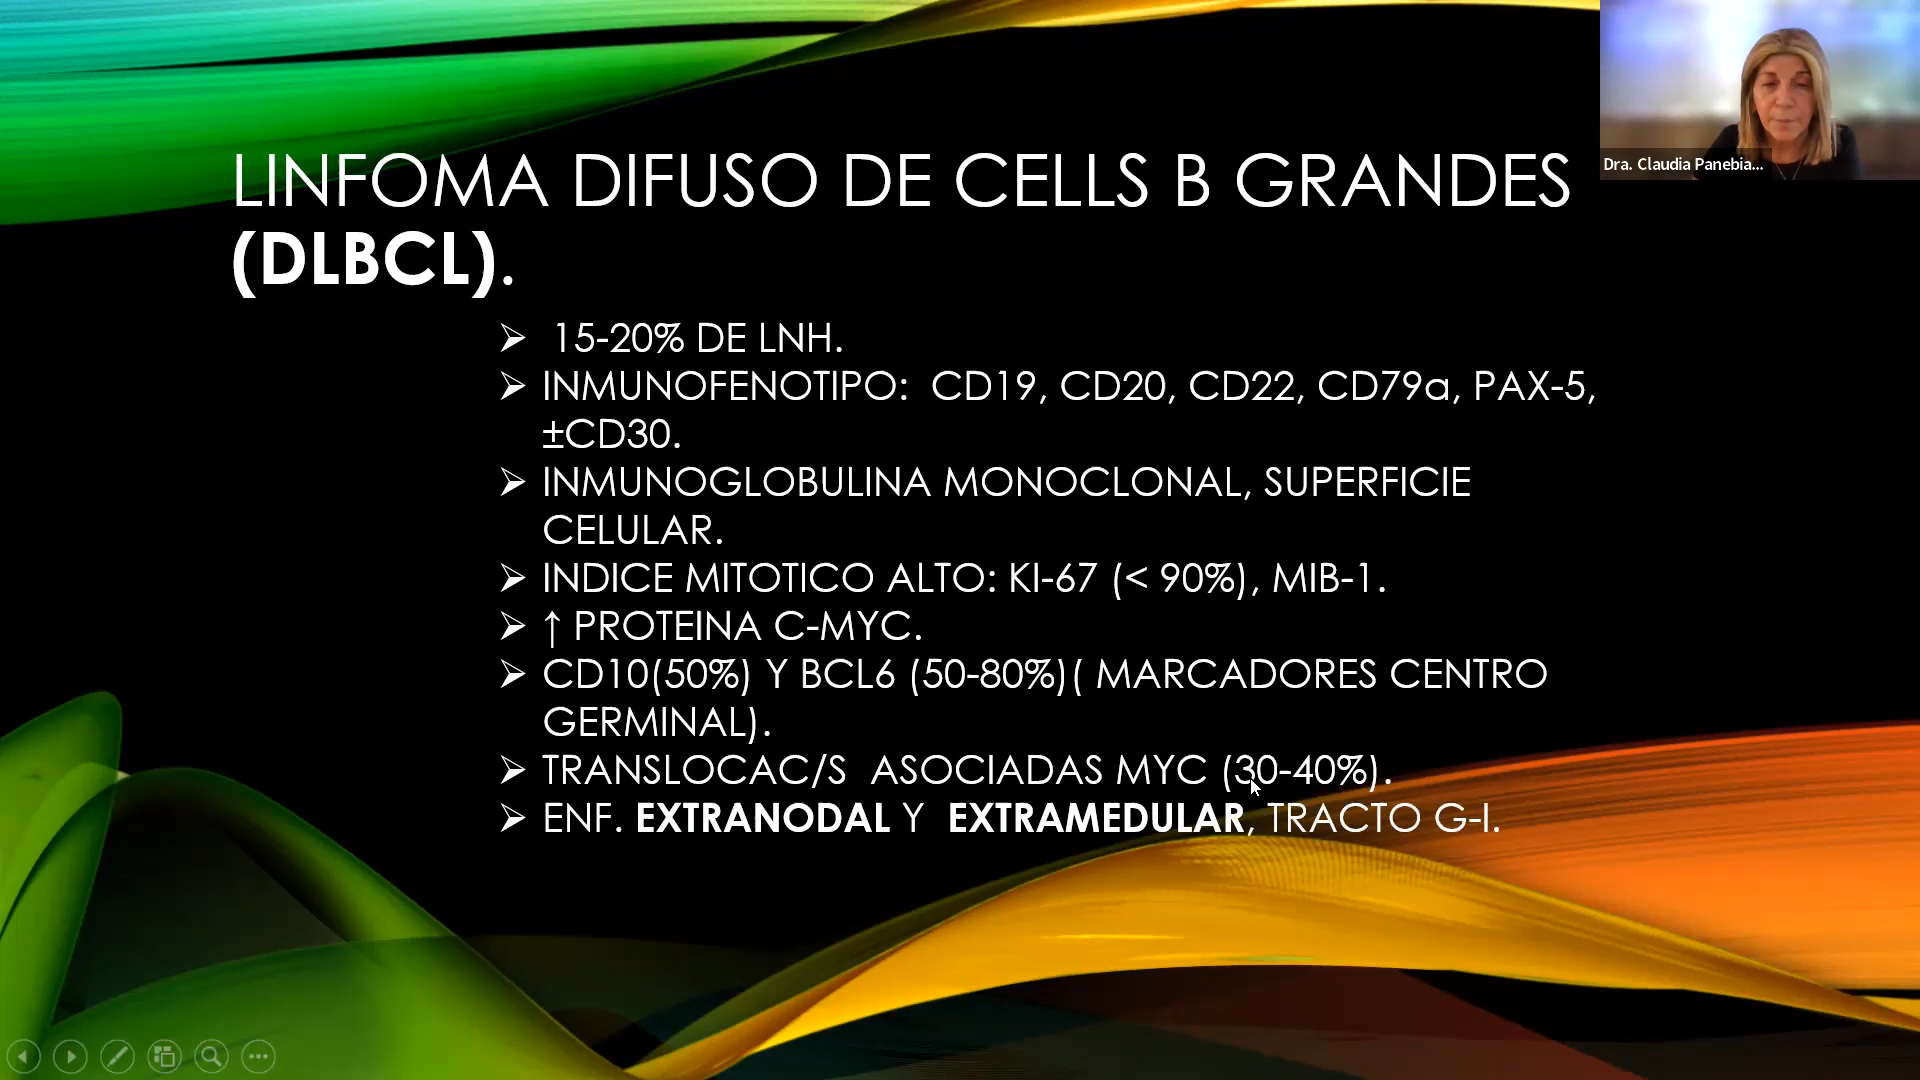 LINFOMA DIFUSO DE CELLS B GRANDES
(DLBCL).
Dra. Claudia Panebia...
➢ 15-20% DE LNH.
➢ INMUNOFENOTIPO: CD19, CD20, CD22, CD79a, PAX-5,
±CD30.
➢ INMUNOGLOBULINA MONOCLONAL, SUPERFICIE
CELULAR.
➢ INDICE MITOTICO ALTO: KI-67 (< 90%), MIB-1.
➢ ↑ PROTEINA C-MYC.
➢ CD10(50%) Y BCL6 (50-80%)( MARCADORES CENTRO
GERMINAL).
➢ TRANSLOCAC/S ASOCIADAS MYC (30-40%).
➢ ENF. EXTRANODAL Y EXTRAMEDULAR, TRACTO G-I.